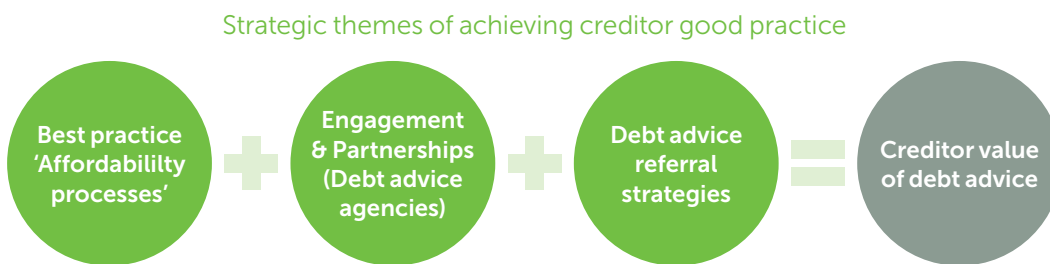 Strategic themes of achieving creditor good practice
Best practice
‘Affordabililty
processes’
Engagement
& Partnerships
(Debt advice
agencies)
Debt advice
referral
strategies
Creditor value
of debt advice